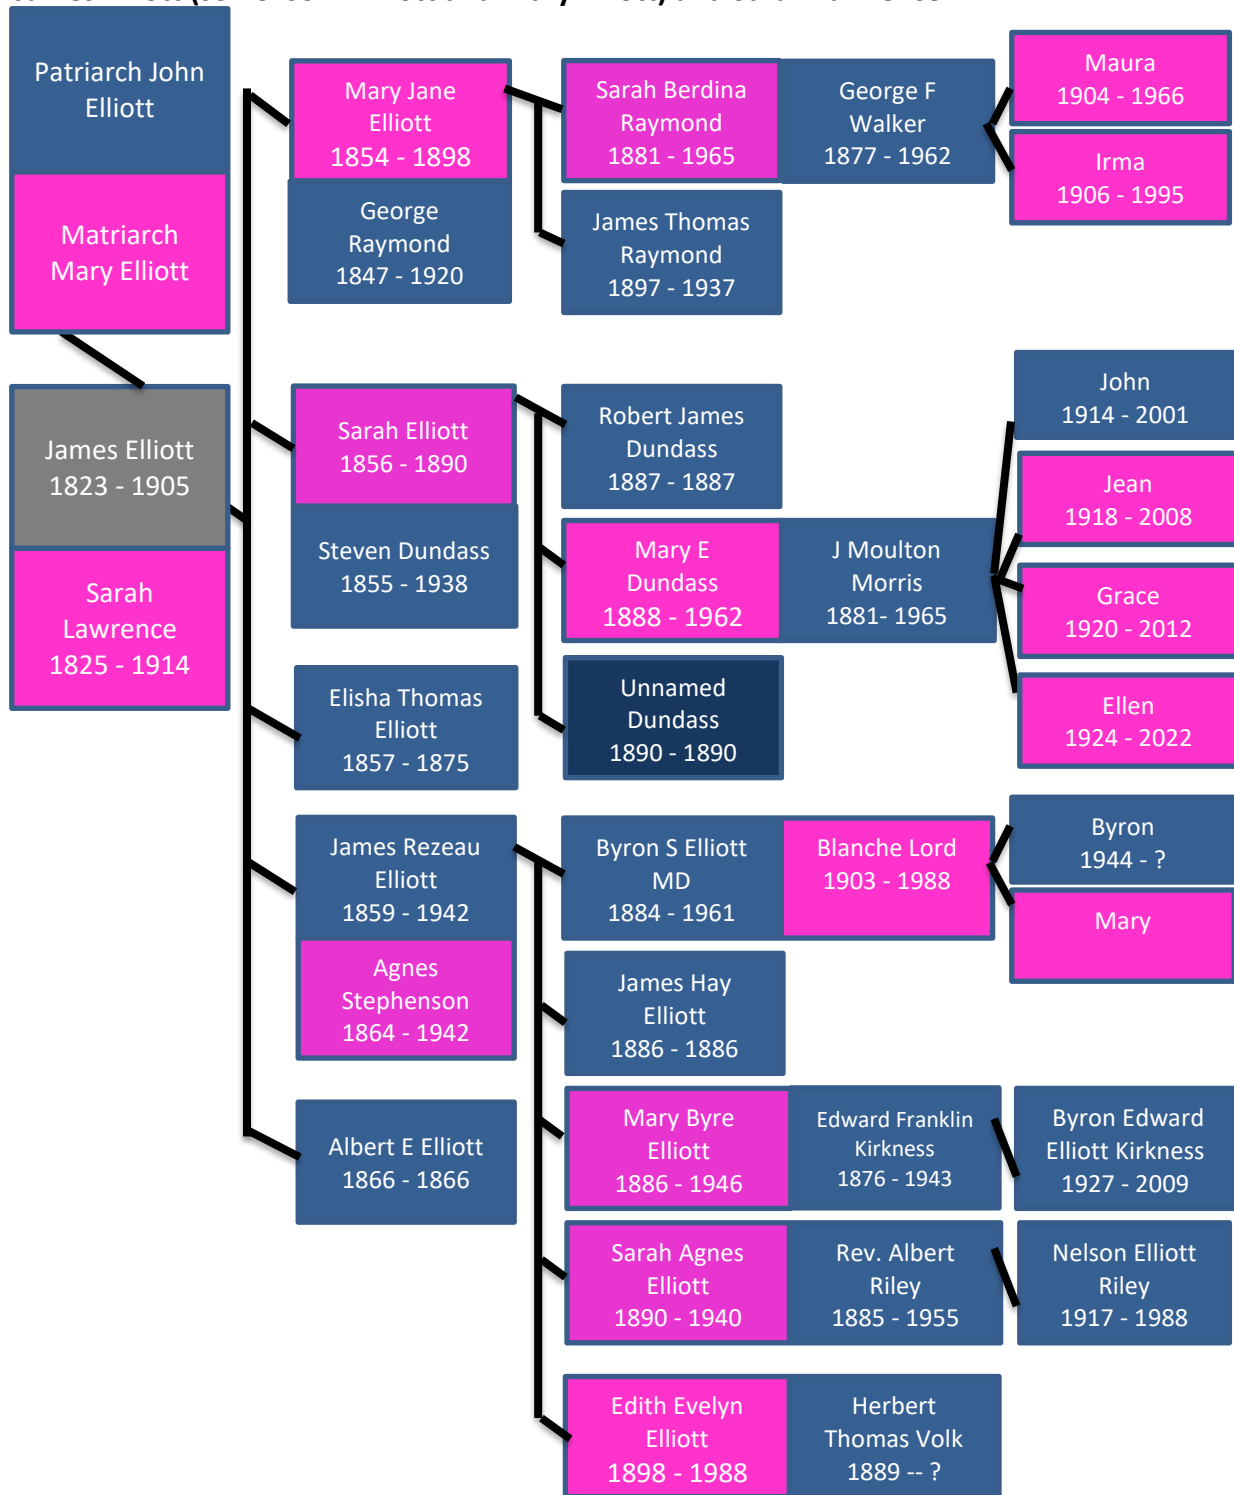 Patriarch John
Elliott
Matriarch
Mary Elliott
James Elliott
1823 - 1905
Sarah
Lawrence
1825 - 1914
Mary Jane
Elliott
1854 - 1898
George
Raymond
1847 - 1920
Sarah Elliott
1856 - 1890
Steven Dundass
1855 - 1938
Elisha Thomas
Elliott
1857 - 1875
James Rezeau
Elliott
1859 - 1942
Agnes
Stephenson
1864 - 1942
Albert E Elliott
1866 - 1866
Sarah Berdina
Raymond
1881 - 1965
George F
Walker
1877 - 1962
James Thomas
Raymond
1897 - 1937
Robert James
Dundass
1887 - 1887
Mary E
Dundass
1888 - 1962
J Moulton
Morris
1881- 1965
Unnamed
Dundass
1890 - 1890
Byron S Elliott
MD
1884 - 1961
Blanche Lord
1903 - 1988
James Hay
Elliott
1886 - 1886
Mary Byre
Elliott
1886 - 1946
Edward Franklin
Kirkness
1876 - 1943
Sarah Agnes
Elliott
1890 - 1940
Rev. Albert
Riley
1885 - 1955
Edith Evelyn
Elliott
1898 - 1988
Herbert
Thomas Volk
1889 -- ?
Maura
1904 - 1966
Irma
1906 - 1995
John
1914 - 2001
Jean
1918 - 2008
Grace
1920 - 2012
Ellen
1924 - 2022
Byron
1944 - ?
Mary
Byron Edward
Elliott Kirkness
1927 - 2009
Nelson Elliott
Riley
1917 - 1988